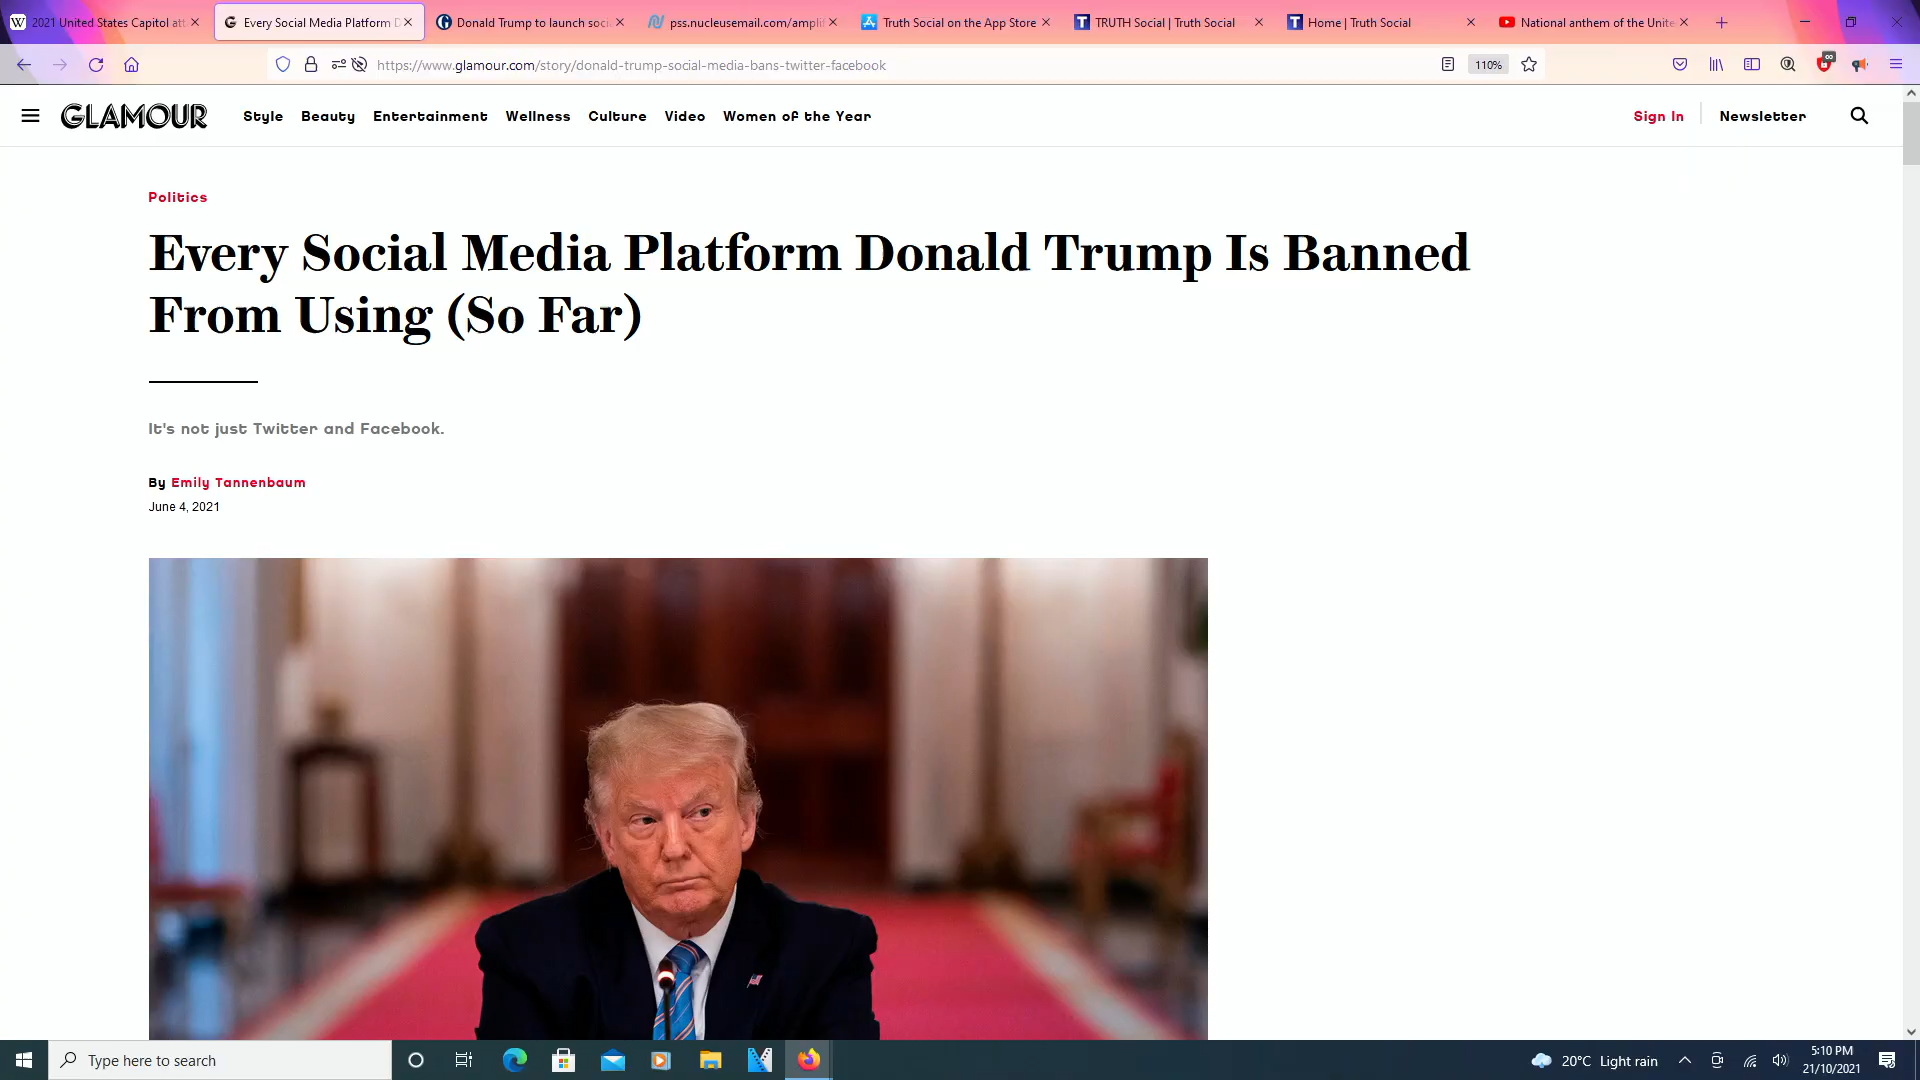 2021 United States Capitol att
Every Social Media Platform D
Donald Trump to launch soci
pss.nucleusemail.com/amplif
Truth Social on the App Store
TRUTH Social | Truth Social
Home | Truth Social
National anthem of the Unite
https://www.glamour.com/story/donald-trump-social-media-bans-twitter-facebook
110%
GLAMOUR
Style Beauty Entertainment Wellness Culture Video Women of the Year
Sign In
Newsletter
Politics
Every Social Media Platform Donald Trump Is Banned
From Using (So Far)
It's not just Twitter and Facebook.
By Emily Tannenbaum
June 4, 2021
Type here to search
20°C Light rain
5:10 PM
21/10/2021